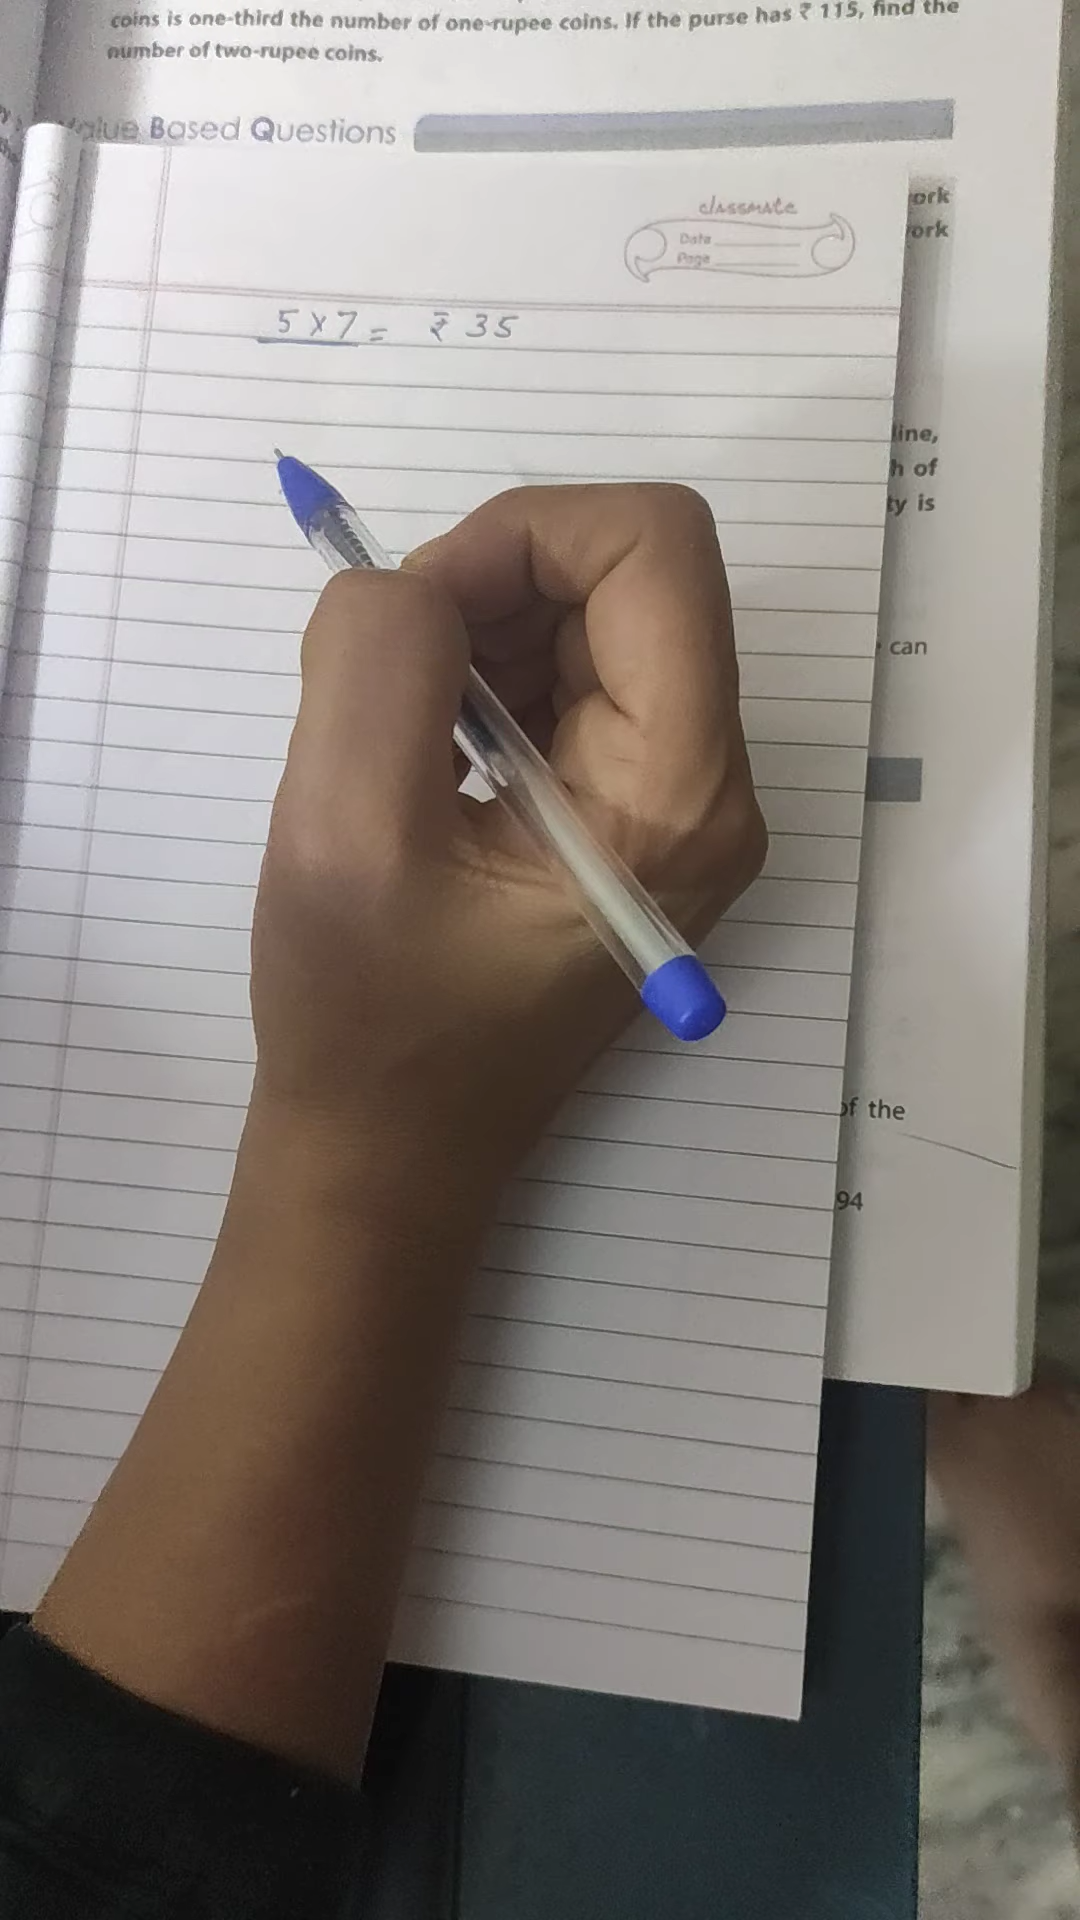 coins is one-third the number of one-rupee coins. If the purse has ₹ 115, find the
number of two-rupee coins.
Value Based Questions
ork
ork
classmate
Date
Page
5 × 7 = ₹ 35
line,
h of
ty is
can
of the
94